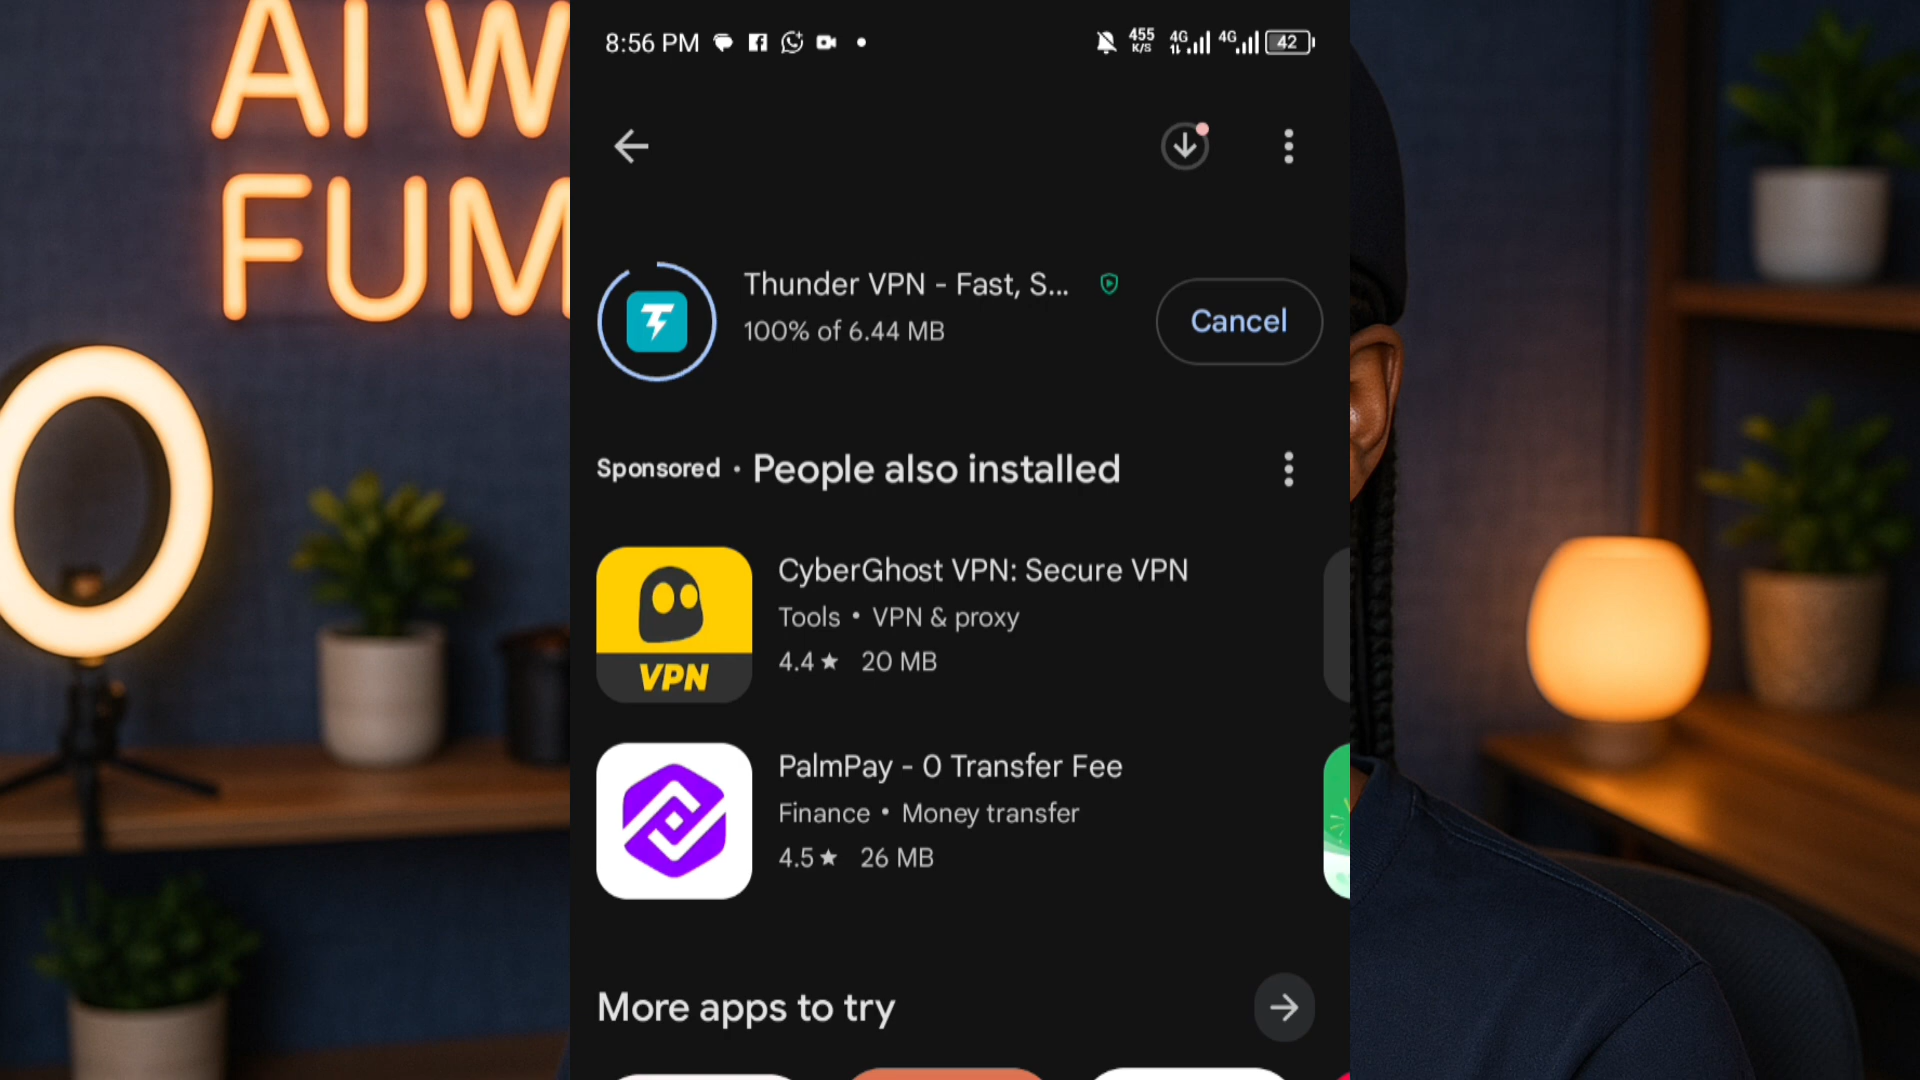 AI W
FUM
8:56 PM
455
K/S
4G
4G
42
Thunder VPN - Fast, S...
100% of 6.44 MB
Cancel
Sponsored • People also installed
CyberGhost VPN: Secure VPN
Tools • VPN & proxy
4.4 ★ 20 MB
VPN
PalmPay - 0 Transfer Fee
Finance • Money transfer
4.5 ★ 26 MB
More apps to try